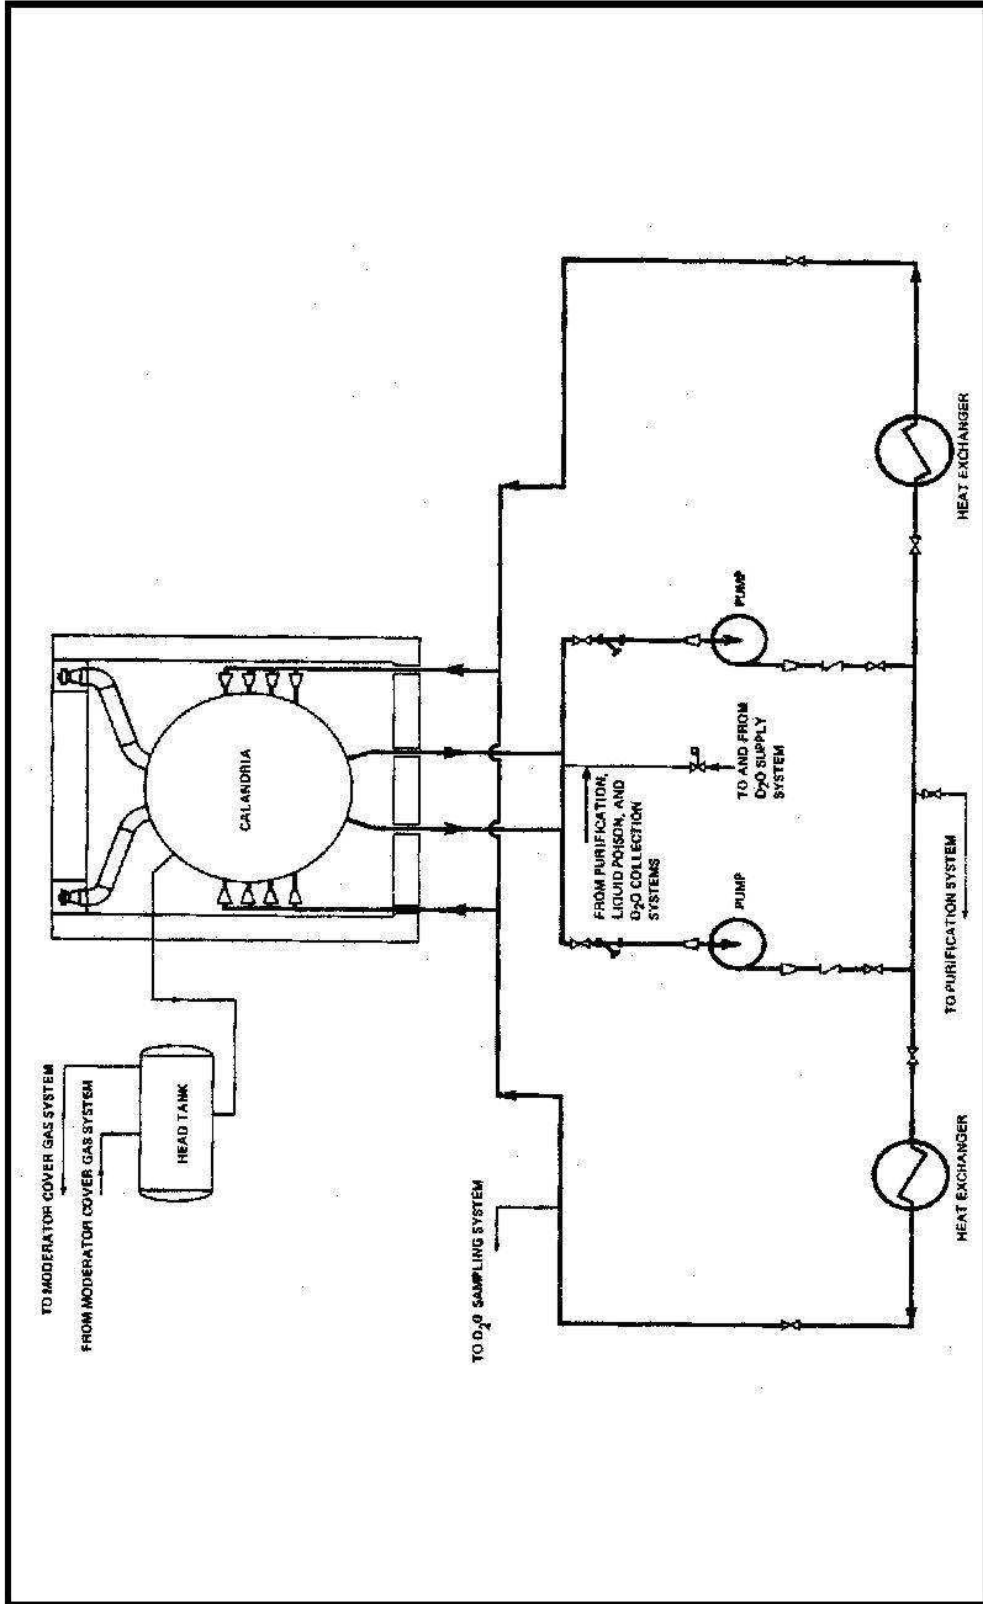 TO MODERATOR COVER GAS SYSTEM
FROM MODERATOR COVER GAS SYSTEM
HEAD TANK
CALANDRIA
TO D₂O SAMPLING SYSTEM
FROM PURIFICATION,
LIQUID POISON, AND
D₂O COLLECTION
SYSTEMS
TO AND FROM
D₂O SUPPLY
SYSTEM
PUMP
PUMP
TO PURIFICATION SYSTEM
HEAT EXCHANGER
HEAT EXCHANGER